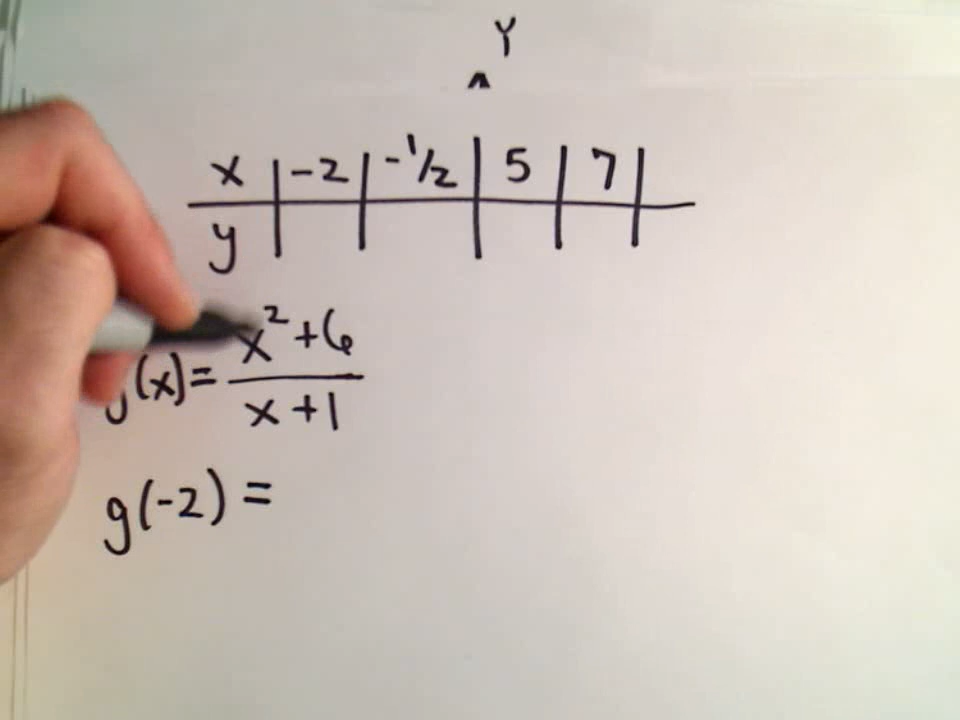 Y
x | -2 | -1/2 | 5 | 7 |
y
(x) = x² + 6 / x + 1
g(-2) =